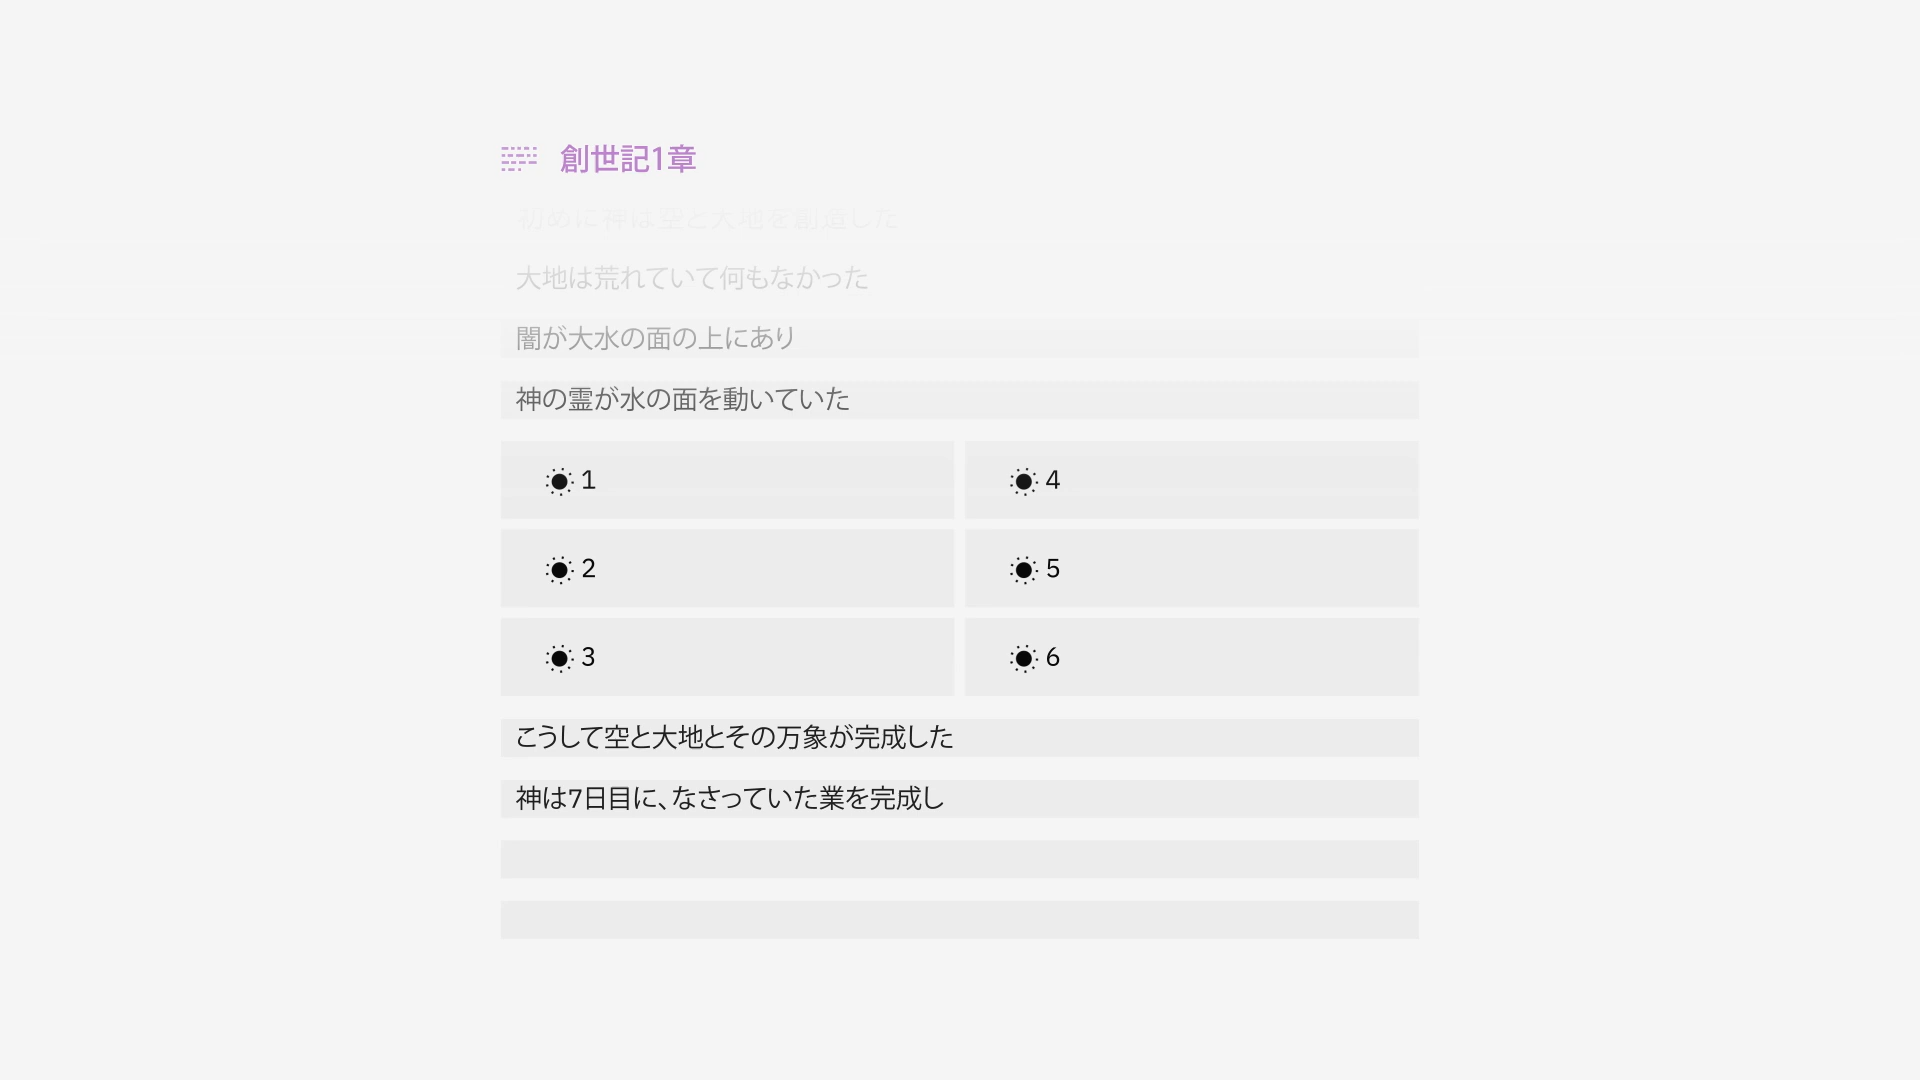 創世記1章
初めに神は空と大地を創造した
大地は荒れていて何もなかった
闇が大水の面の上にあり
神の霊が水の面を動いていた
1
4
2
5
3
6
こうして空と大地とその万象が完成した
神は7日目に、なさっていた業を完成し